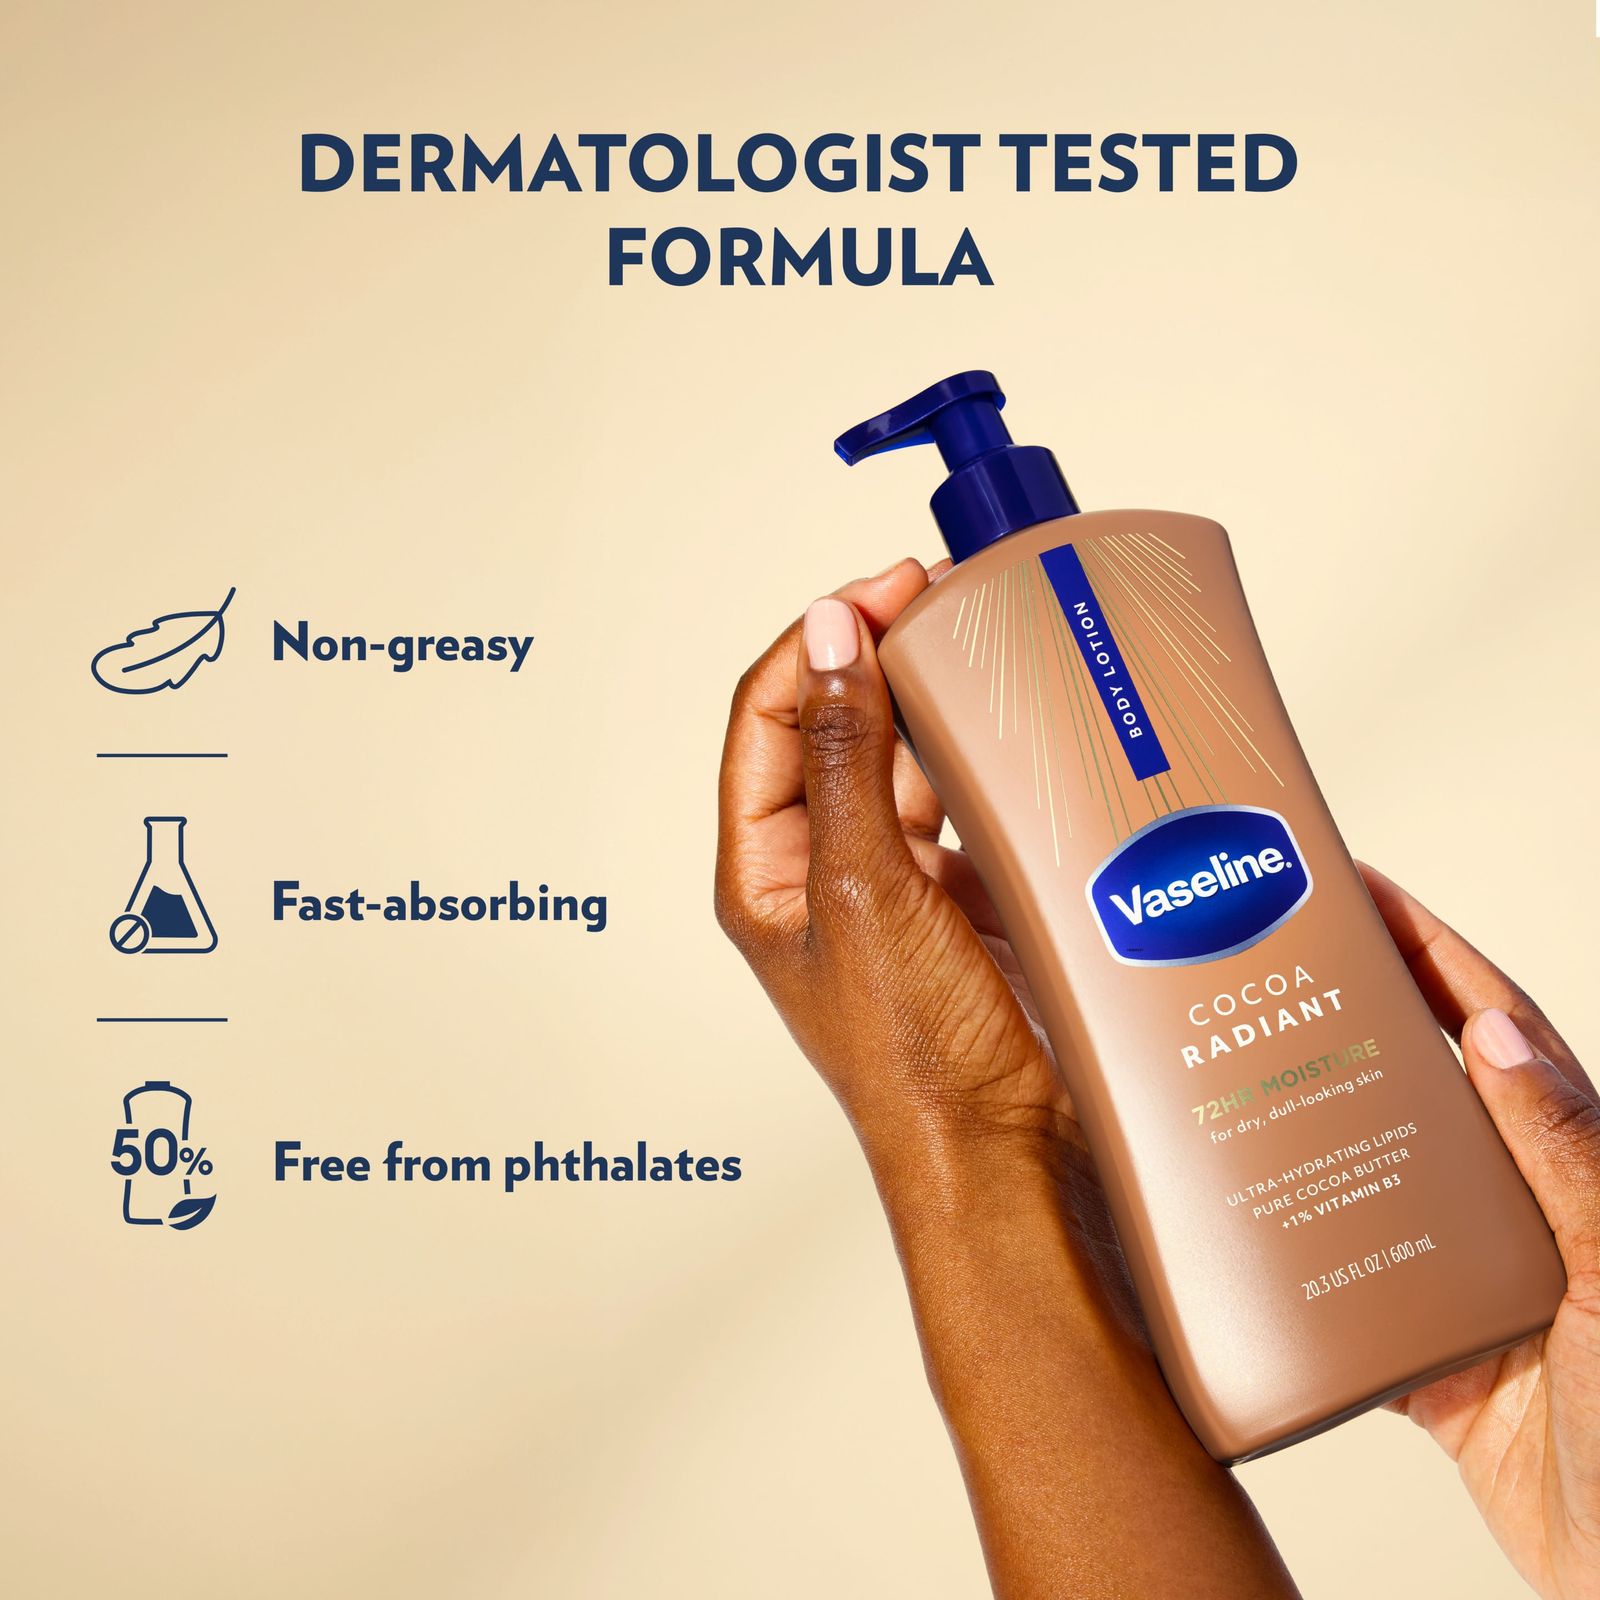 DERMATOLOGIST TESTED
FORMULA
Non-greasy
Fast-absorbing
50%
Free from phthalates
BODY LOTION
Vaseline®
COCOA
RADIANT
72HR MOISTURE
for dry, dull-looking skin
ULTRA-HYDRATING LIPIDS
PURE COCOA BUTTER
+1% VITAMIN B3
20.3 US FL OZ | 600 mL